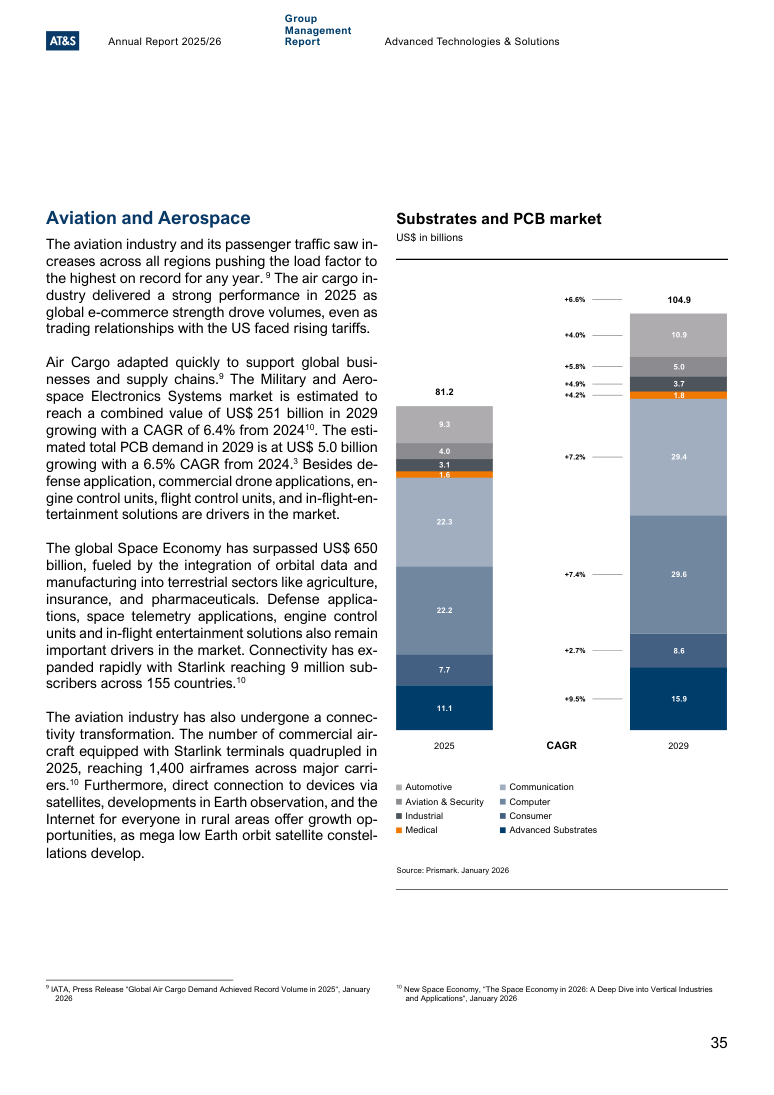 AT&S
Annual Report 2025/26
Group
Management
Report
Advanced Technologies & Solutions
Aviation and Aerospace
The aviation industry and its passenger traffic saw in-
creases across all regions pushing the load factor to
the highest on record for any year. 9 The air cargo in-
dustry delivered a strong performance in 2025 as
global e-commerce strength drove volumes, even as
trading relationships with the US faced rising tariffs.
Air Cargo adapted quickly to support global busi-
nesses and supply chains.9 The Military and Aero-
space Electronics Systems market is estimated to
reach a combined value of US$ 251 billion in 2029
growing with a CAGR of 6.4% from 202410. The esti-
mated total PCB demand in 2029 is at US$ 5.0 billion
growing with a 6.5% CAGR from 2024.3 Besides de-
fense application, commercial drone applications, en-
gine control units, flight control units, and in-flight-en-
tertainment solutions are drivers in the market.
The global Space Economy has surpassed US$ 650
billion, fueled by the integration of orbital data and
manufacturing into terrestrial sectors like agriculture,
insurance, and pharmaceuticals. Defense applica-
tions, space telemetry applications, engine control
units and in-flight entertainment solutions also remain
important drivers in the market. Connectivity has ex-
panded rapidly with Starlink reaching 9 million sub-
scribers across 155 countries.10
The aviation industry has also undergone a connec-
tivity transformation. The number of commercial air-
craft equipped with Starlink terminals quadrupled in
2025, reaching 1,400 airframes across major carri-
ers.10 Furthermore, direct connection to devices via
satellites, developments in Earth observation, and the
Internet for everyone in rural areas offer growth op-
portunities, as mega low Earth orbit satellite constel-
lations develop.
Substrates and PCB market
US$ in billions
+6.6%
104.9
+4.0%
10.9
+5.8%
5.0
+4.9%
3.7
+4.2%
1.8
81.2
9.3
4.0
3.1
1.6
+7.2%
29.4
22.3
+7.4%
29.6
22.2
+2.7%
8.6
7.7
+9.5%
15.9
11.1
2025
CAGR
2029
Automotive
Communication
Aviation & Security
Computer
Industrial
Consumer
Medical
Advanced Substrates
Source: Prismark. January 2026
9 IATA, Press Release “Global Air Cargo Demand Achieved Record Volume in 2025“, January
2026
10 New Space Economy, “The Space Economy in 2026: A Deep Dive into Vertical Industries
and Applications“, January 2026
35